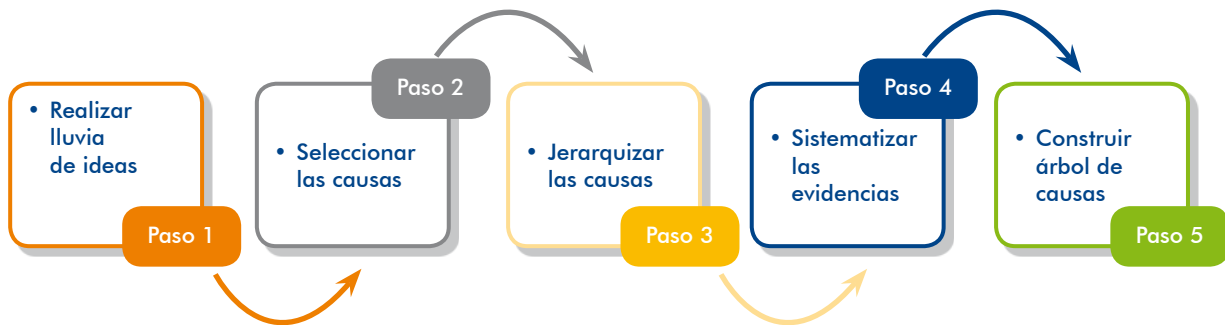 • Realizar
lluvia
de ideas
Paso 1
Paso 2
• Seleccionar
las causas
• Jerarquizar
las causas
Paso 3
Paso 4
• Sistematizar
las
evidencias
• Construir
árbol de
causas
Paso 5